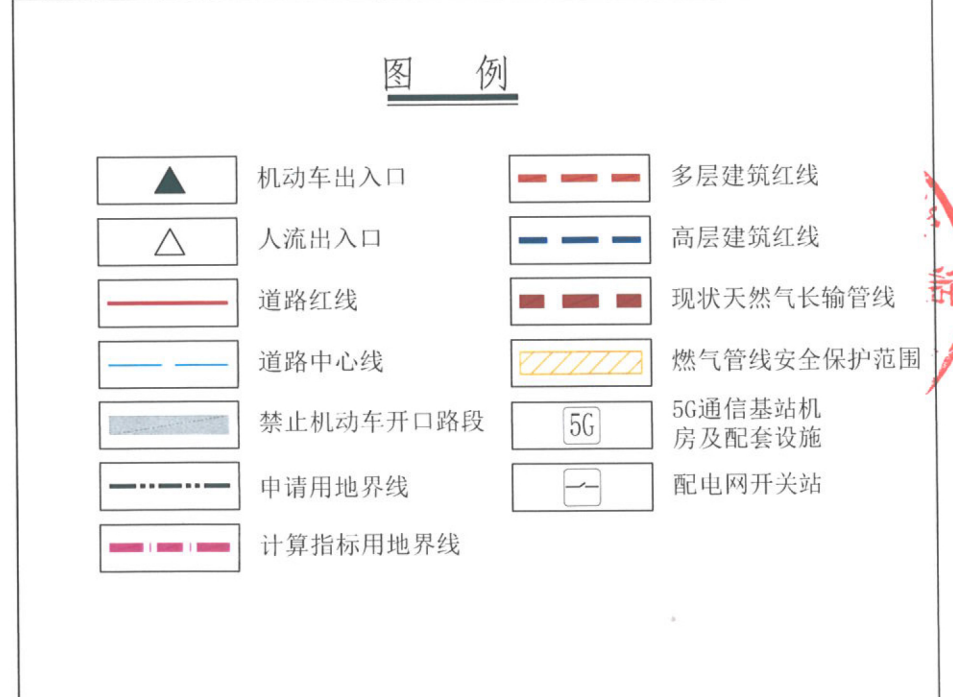 图 例
机动车出入口
人流出入口
道路红线
道路中心线
禁止机动车开口路段
申请用地界线
计算指标用地界线
多层建筑红线
高层建筑红线
现状天然气长输管线
燃气管线安全保护范围
5G
5G通信基站机
房及配套设施
配电网开关站